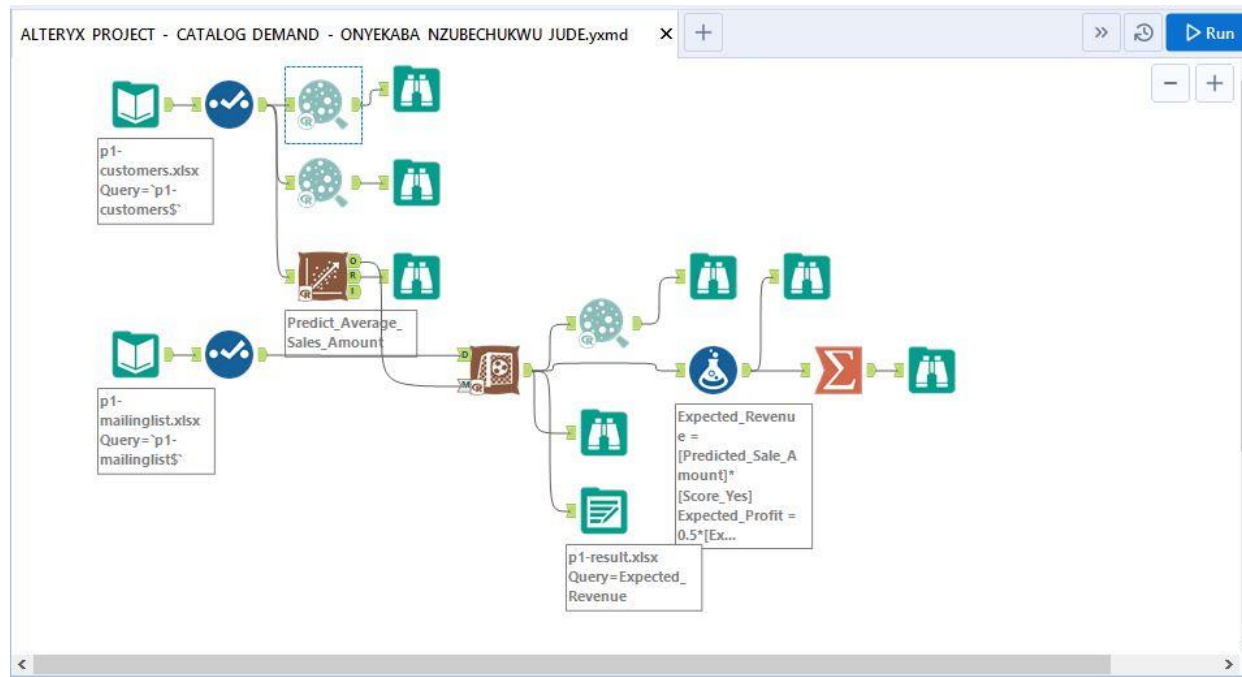 ALTERYX PROJECT - CATALOG DEMAND - ONYEKABA NZUBECHUKWU JUDE.yxmd
Run
p1-
customers.xlsx
Query=`p1-
customers$`
O
R
I
Predict_Average_
Sales_Amount
D
M
p1-
mailinglist.xlsx
Query=`p1-
mailinglist$`
Expected_Revenu
e =
[Predicted_Sale_A
mount]*
[Score_Yes]
Expected_Profit =
0.5*[Ex...
p1-result.xlsx
Query=Expected_
Revenue